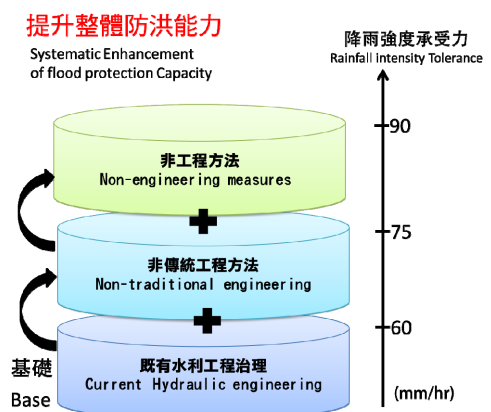 提升整體防洪能力
Systematic Enhancement
of flood protection Capacity
降雨強度承受力
Rainfall intensity Tolerance
90
非工程方法
Non-engineering measures
75
非傳統工程方法
Non-traditional engineering
60
既有水利工程治理
Current Hydraulic engineering
基礎
Base
(mm/hr)